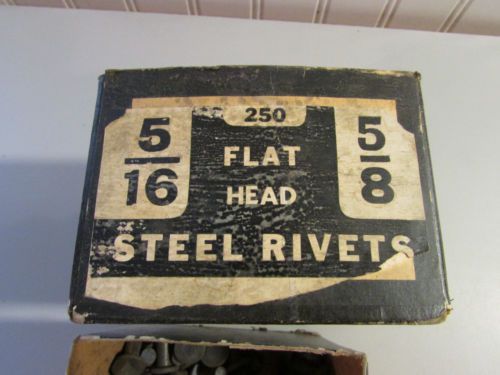 250
5/16 FLAT 5/8
HEAD
STEEL RIVETS